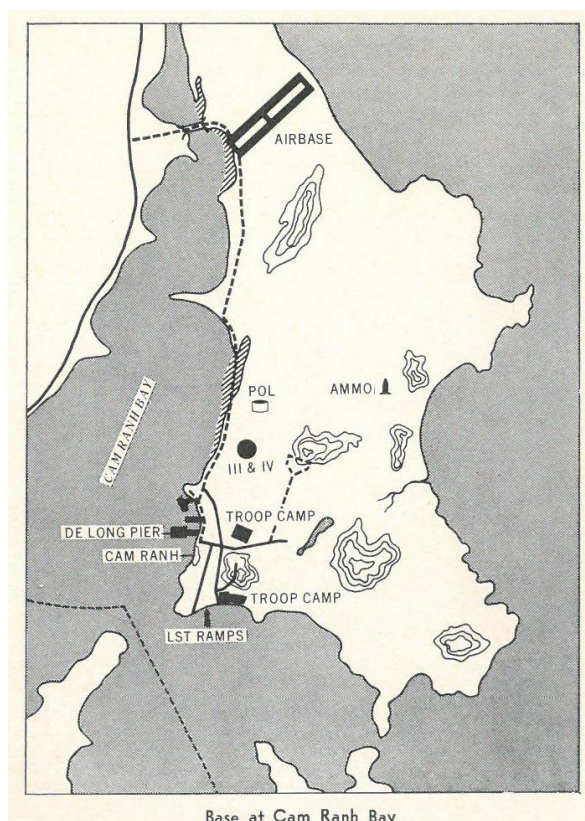 AIRBASE
POL
AMMO
CAM RANH BAY
III & IV
TROOP CAMP
DE LONG PIER
CAM RANH
TROOP CAMP
LST RAMPS
Base at Cam Ranh Bay